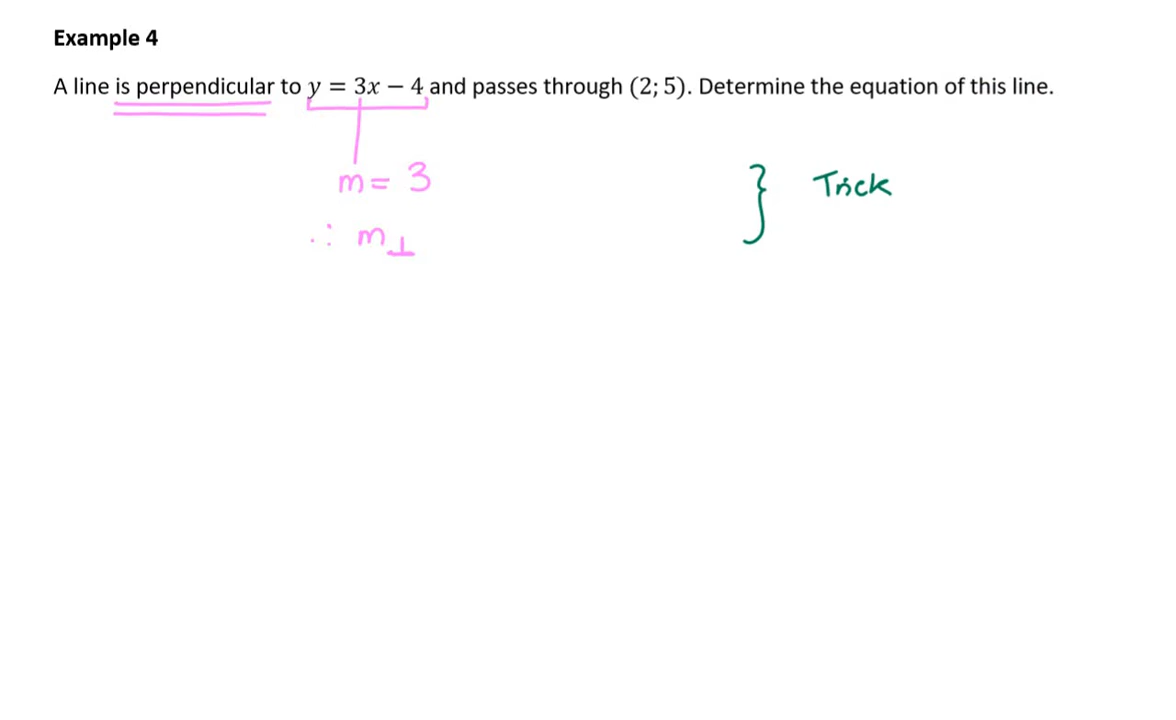 Example 4
A line is perpendicular to y = 3x − 4 and passes through (2; 5). Determine the equation of this line.
m = 3
} Trick
∴ m⊥